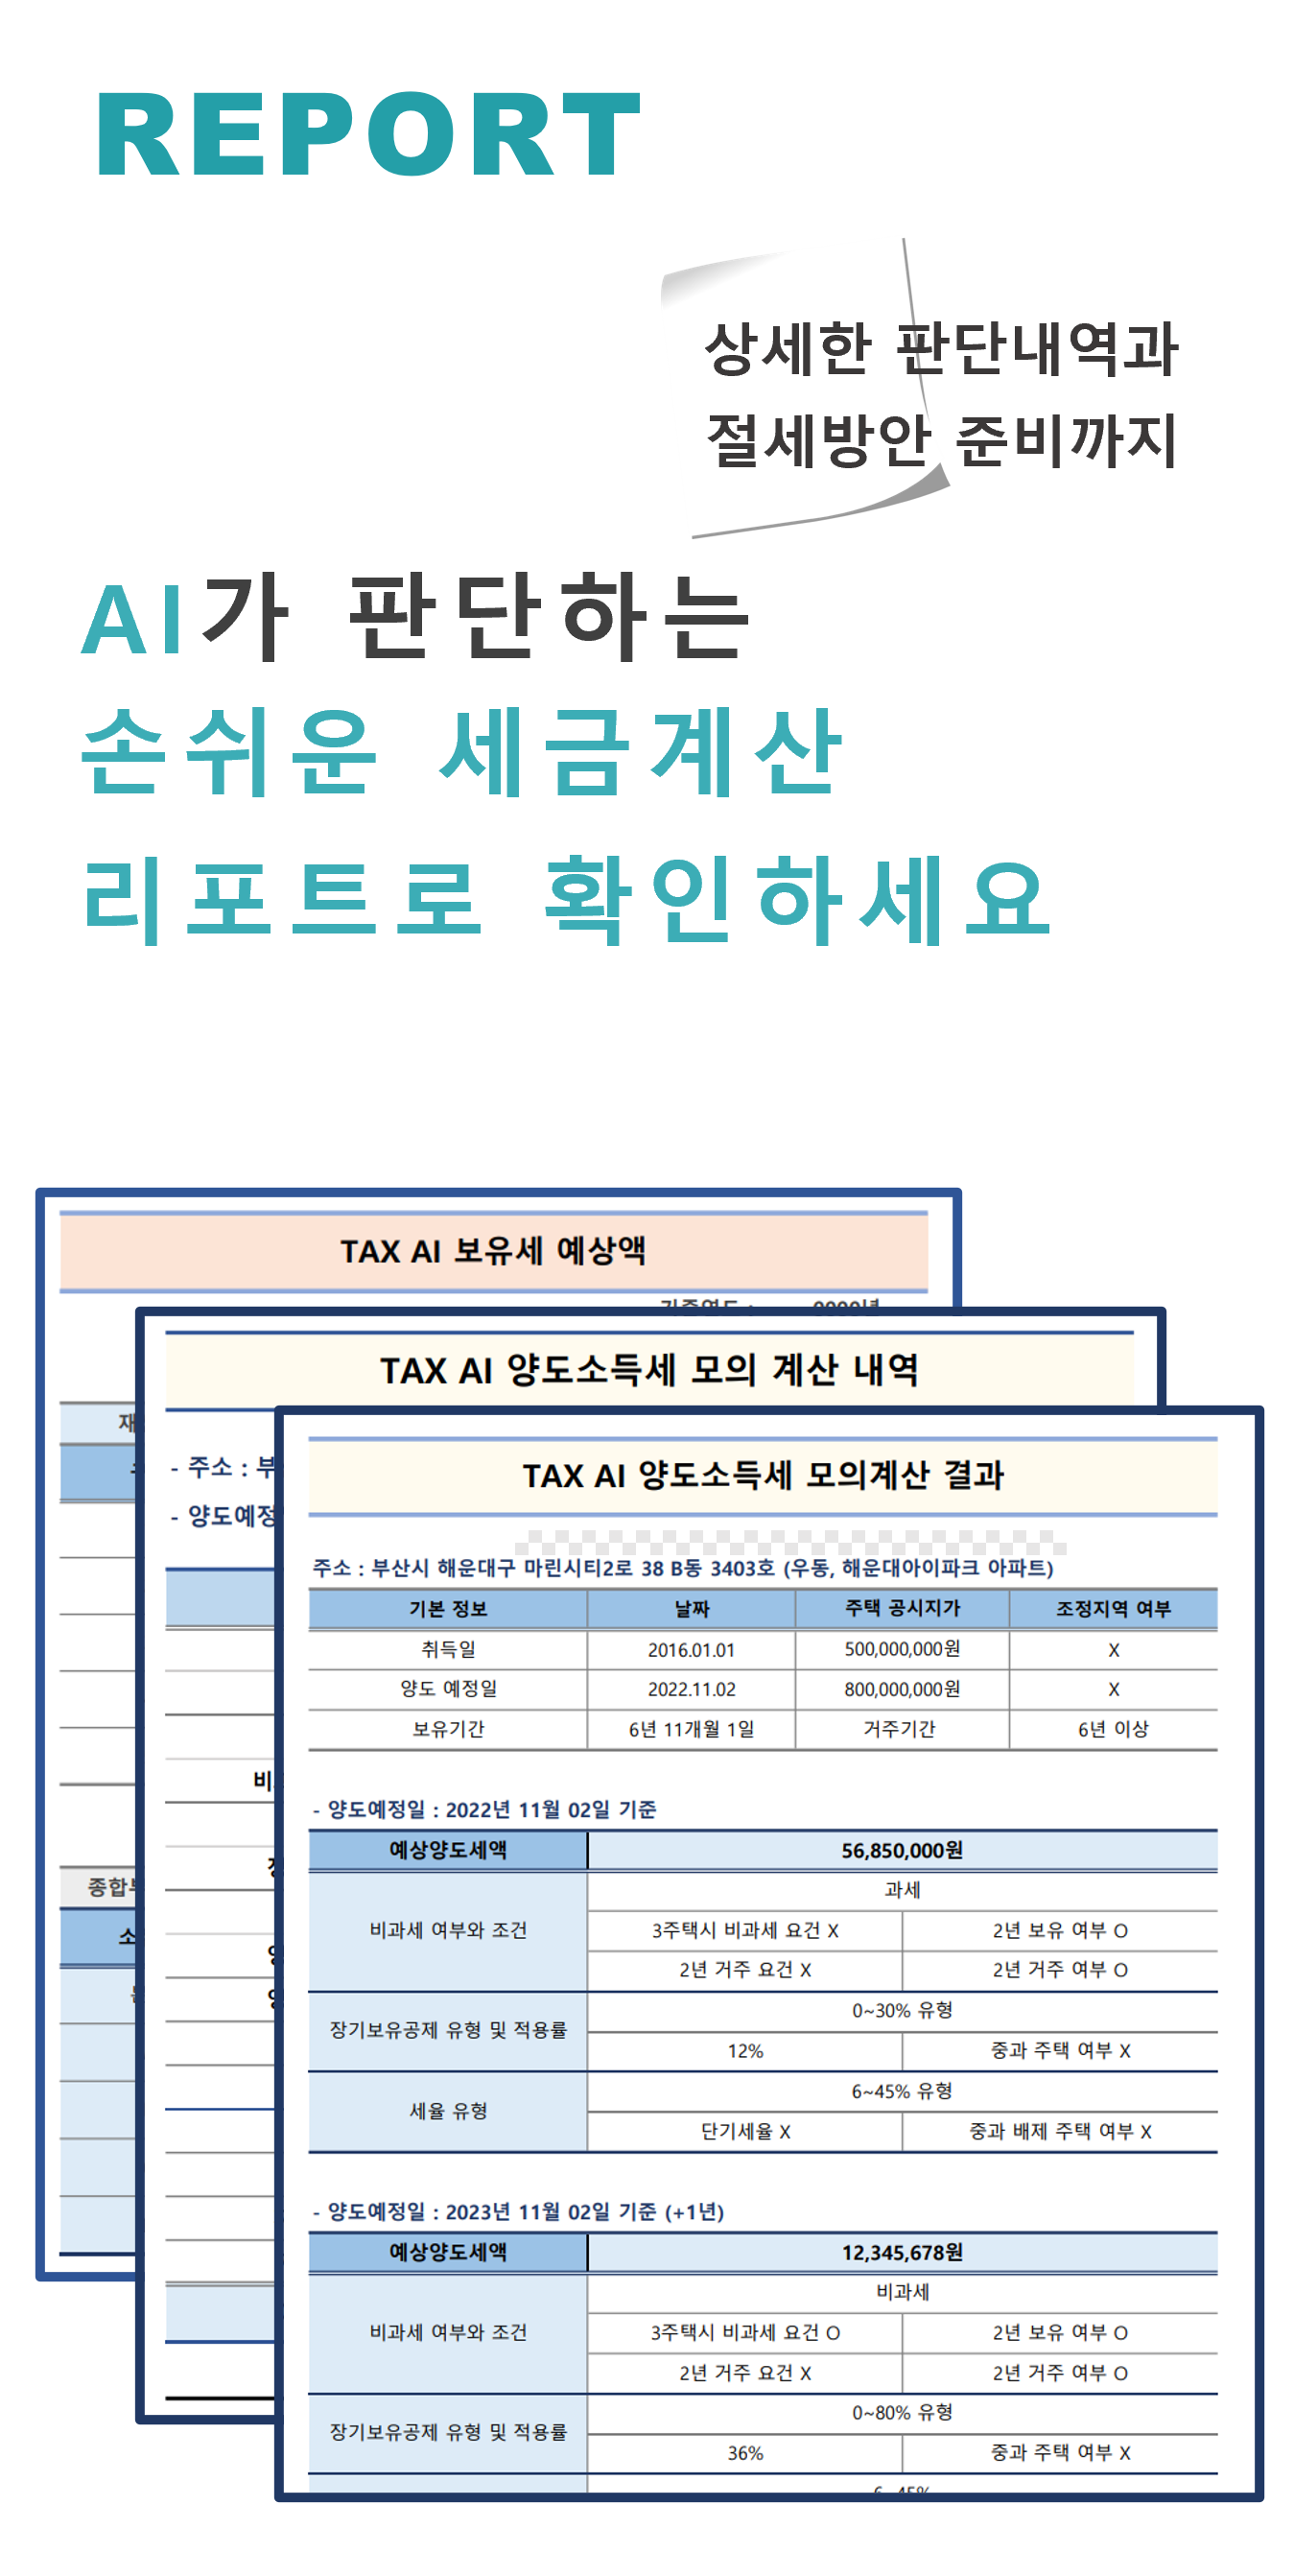 REPORT
상세한 판단내역과
절세방안 준비까지
AI가 판단하는
손쉬운 세금계산
리포트로 확인하세요
TAX AI 보유세 예상액
TAX AI 양도소득세 모의 계산 내역
- 주소 :
- 양도예정
TAX AI 양도소득세 모의계산 결과
주소 : 부산시 해운대구 마린시티2로 38 B동 3403호 (우동, 해운대아이파크 아파트)
기본 정보 날짜 주택 공시지가 조정지역 여부
취득일 2016.01.01 500,000,000원 X
양도 예정일 2022.11.02 800,000,000원 X
보유기간 6년 11개월 1일 거주기간 6년 이상
- 양도예정일 : 2022년 11월 02일 기준
예상양도세액 56,850,000원
비과세 여부와 조건
과세
3주택시 비과세 요건 X 2년 보유 여부 O
2년 거주 요건 X 2년 거주 여부 O
장기보유공제 유형 및 적용률
0~30% 유형
12% 중과 주택 여부 X
세율 유형
6~45% 유형
단기세율 X 중과 배제 주택 여부 X
- 양도예정일 : 2023년 11월 02일 기준 (+1년)
예상양도세액 12,345,678원
비과세 여부와 조건
비과세
3주택시 비과세 요건 O 2년 보유 여부 O
2년 거주 요건 X 2년 거주 여부 O
장기보유공제 유형 및 적용률
0~80% 유형
36% 중과 주택 여부 X